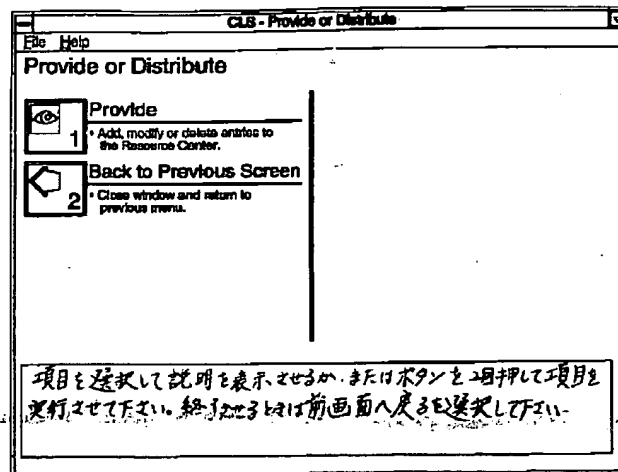 CLS - Provide or Distribute
File Help
Provide or Distribute
Provide
1
• Add, modify or delete entries to
the Resource Center.
Back to Previous Screen
2
• Close window and return to
previous menu.
項目を選択して説明を表示させるか、またはボタンを2回押して項目を
実行させて下さい。終了させるときは前画面へ戻るを選択して下さい。